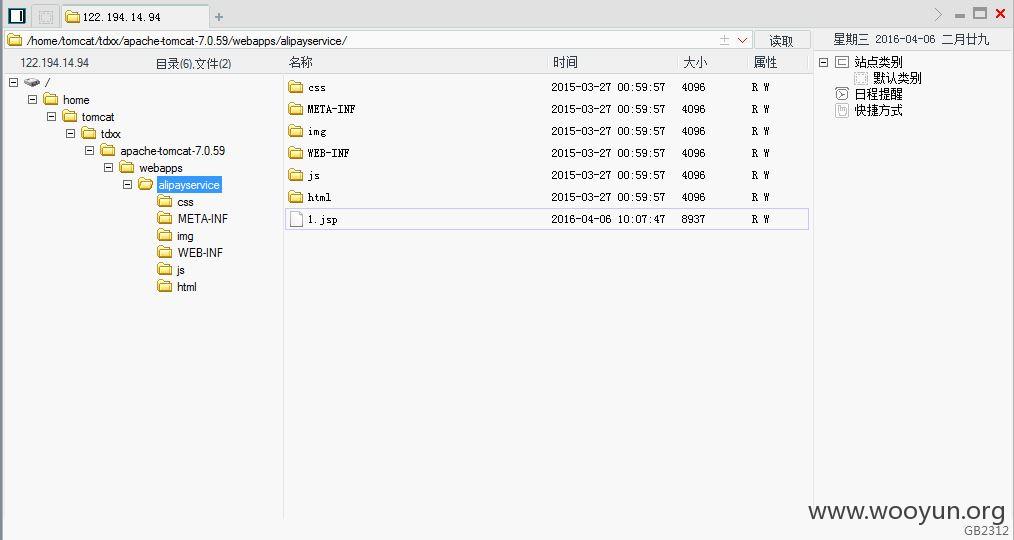 122.194.14.94
/home/tomcat/tdxx/apache-tomcat-7.0.59/webapps/alipayservice/
读取
星期三 2016-04-06 二月廿九
122.194.14.94
目录(6),文件(2)
名称 时间 大小 属性
/
home
tomcat
tdxx
apache-tomcat-7.0.59
webapps
alipayservice
css
META-INF
img
WEB-INF
js
html
css 2015-03-27 00:59:57 4096 R W
META-INF 2015-03-27 00:59:57 4096 R W
img 2015-03-27 00:59:57 4096 R W
WEB-INF 2015-03-27 00:59:57 4096 R W
js 2015-03-27 00:59:57 4096 R W
html 2015-03-27 00:59:57 4096 R W
1.jsp 2016-04-06 10:07:47 8937 R W
站点类别
默认类别
日程提醒
快捷方式
www.wooyun.org
GB2312